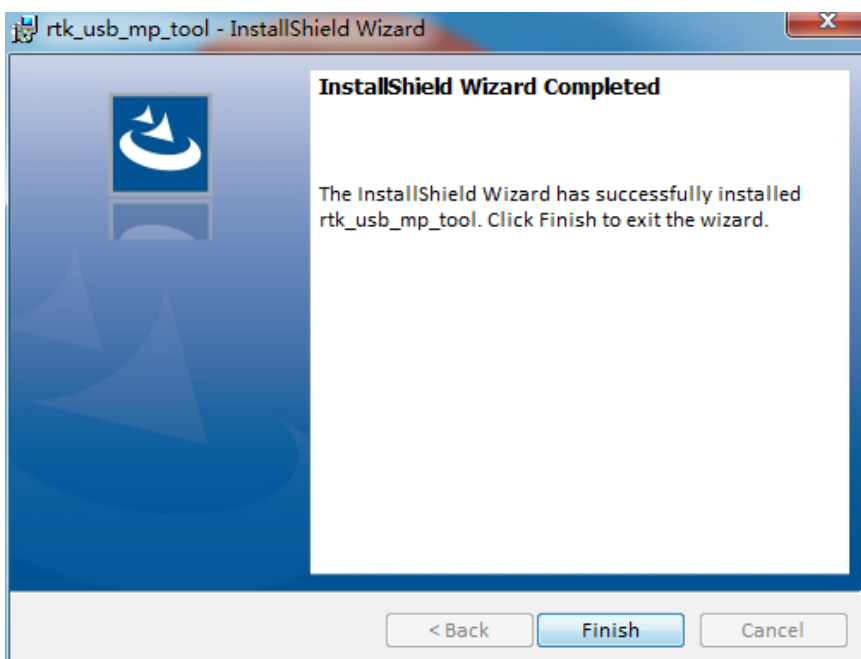 rtk_usb_mp_tool - InstallShield Wizard
InstallShield Wizard Completed
The InstallShield Wizard has successfully installed
rtk_usb_mp_tool. Click Finish to exit the wizard.
< Back
Finish
Cancel